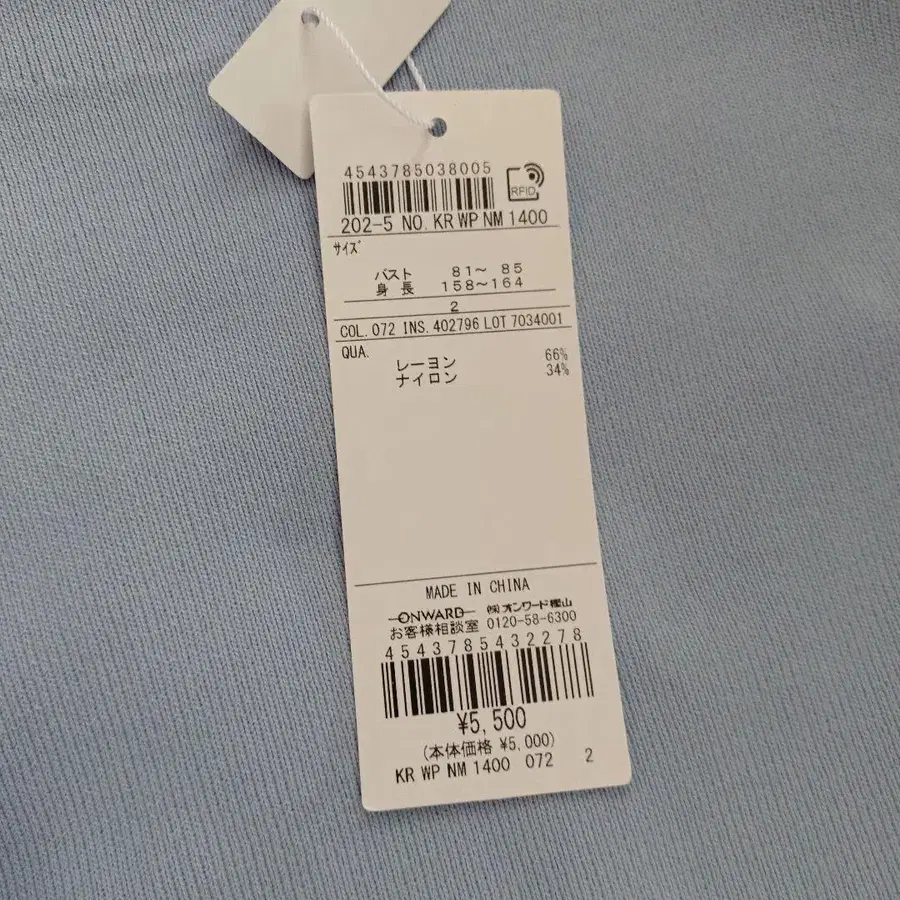 4543785038005
RFID
202-5 NO. KR WP NM 1400
サイズ
バスト 81～ 85
身長 158～164
2
COL. 072 INS. 402796 LOT 7034001
QUA.
レーヨン 66%
ナイロン 34%
MADE IN CHINA
ONWARD ㈱オンワード樫山
お客様相談室 0120-58-6300
4543785432278
¥5,500
(本体価格 ¥5,000)
KR WP NM 1400 072 2